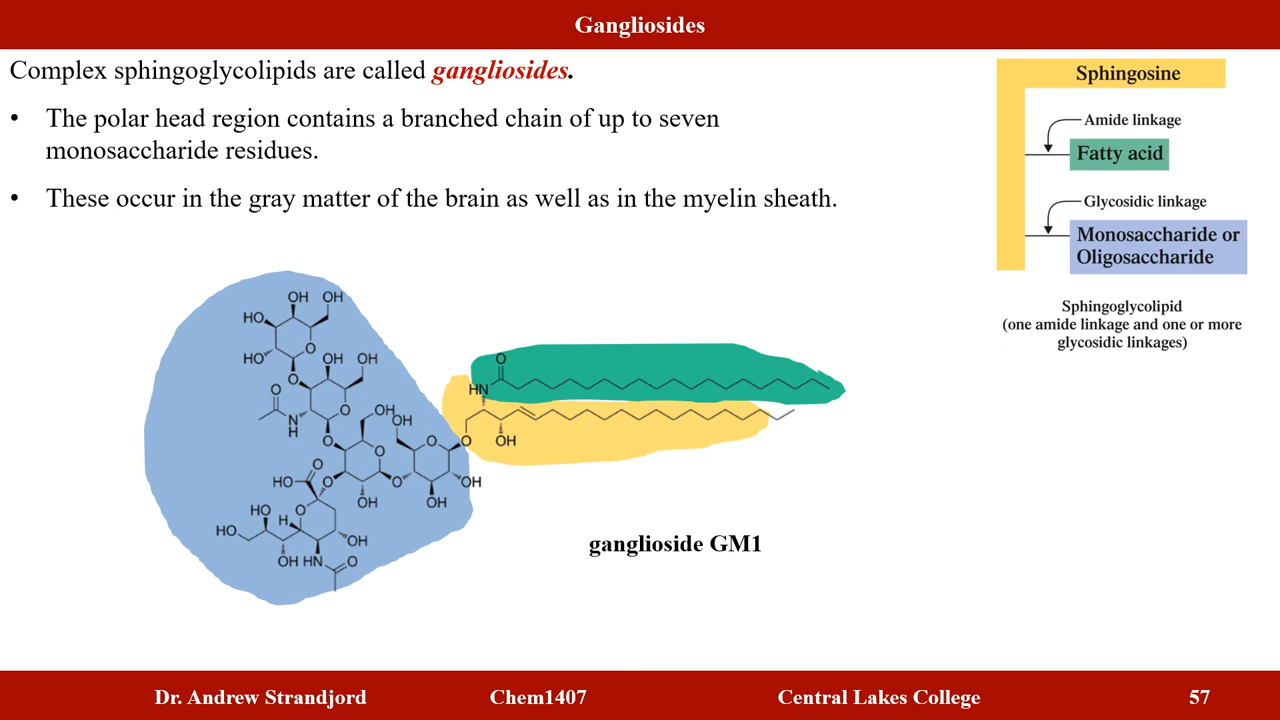 Gangliosides
Complex sphingoglycolipids are called gangliosides.
• The polar head region contains a branched chain of up to seven
monosaccharide residues.
• These occur in the gray matter of the brain as well as in the myelin sheath.
Sphingosine
Amide linkage
Fatty acid
Glycosidic linkage
Monosaccharide or
Oligosaccharide
Sphingoglycolipid
(one amide linkage and one or more
glycosidic linkages)
OH OH
HO
O
HO OH OH
O O
O O
HN
N
H
O
OH
OH
O O O
OH
O
HO
O
OH
OH
OH
O
HO
O
H
HO
OH
OH HN
O
ganglioside GM1
Dr. Andrew Strandjord Chem1407 Central Lakes College 57